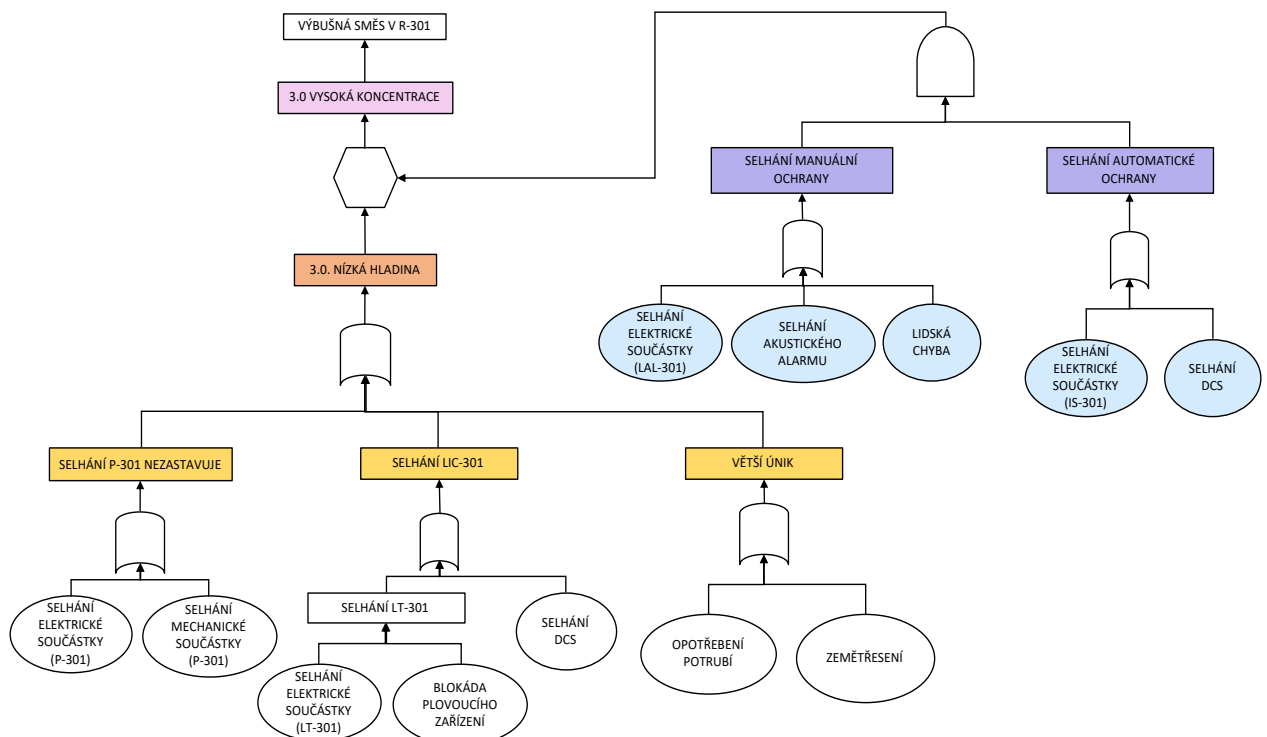 VÝBUŠNÁ SMĚS V R-301
3.0 VYSOKÁ KONCENTRACE
SELHÁNÍ MANUÁLNÍ
OCHRANY
SELHÁNÍ AUTOMATICKÉ
OCHRANY
3.0. NÍZKÁ HLADINA
SELHÁNÍ
ELEKTRICKÉ
SOUČÁSTKY
(LAL-301)
SELHÁNÍ
AKUSTICKÉHO
ALARMU
LIDSKÁ
CHYBA
SELHÁNÍ
ELEKTRICKÉ
SOUČÁSTKY
(IS-301)
SELHÁNÍ
DCS
SELHÁNÍ P-301 NEZASTAVUJE
SELHÁNÍ LIC-301
VĚTŠÍ ÚNIK
SELHÁNÍ
ELEKTRICKÉ
SOUČÁSTKY
(P-301)
SELHÁNÍ
MECHANICKÉ
SOUČÁSTKY
(P-301)
SELHÁNÍ LT-301
SELHÁNÍ
DCS
OPOTŘEBENÍ
POTRUBÍ
ZEMĚTŘESENÍ
SELHÁNÍ
ELEKTRICKÉ
SOUČÁSTKY
(LT-301)
BLOKÁDA
PLOVOUCÍHO
ZAŘÍZENÍ